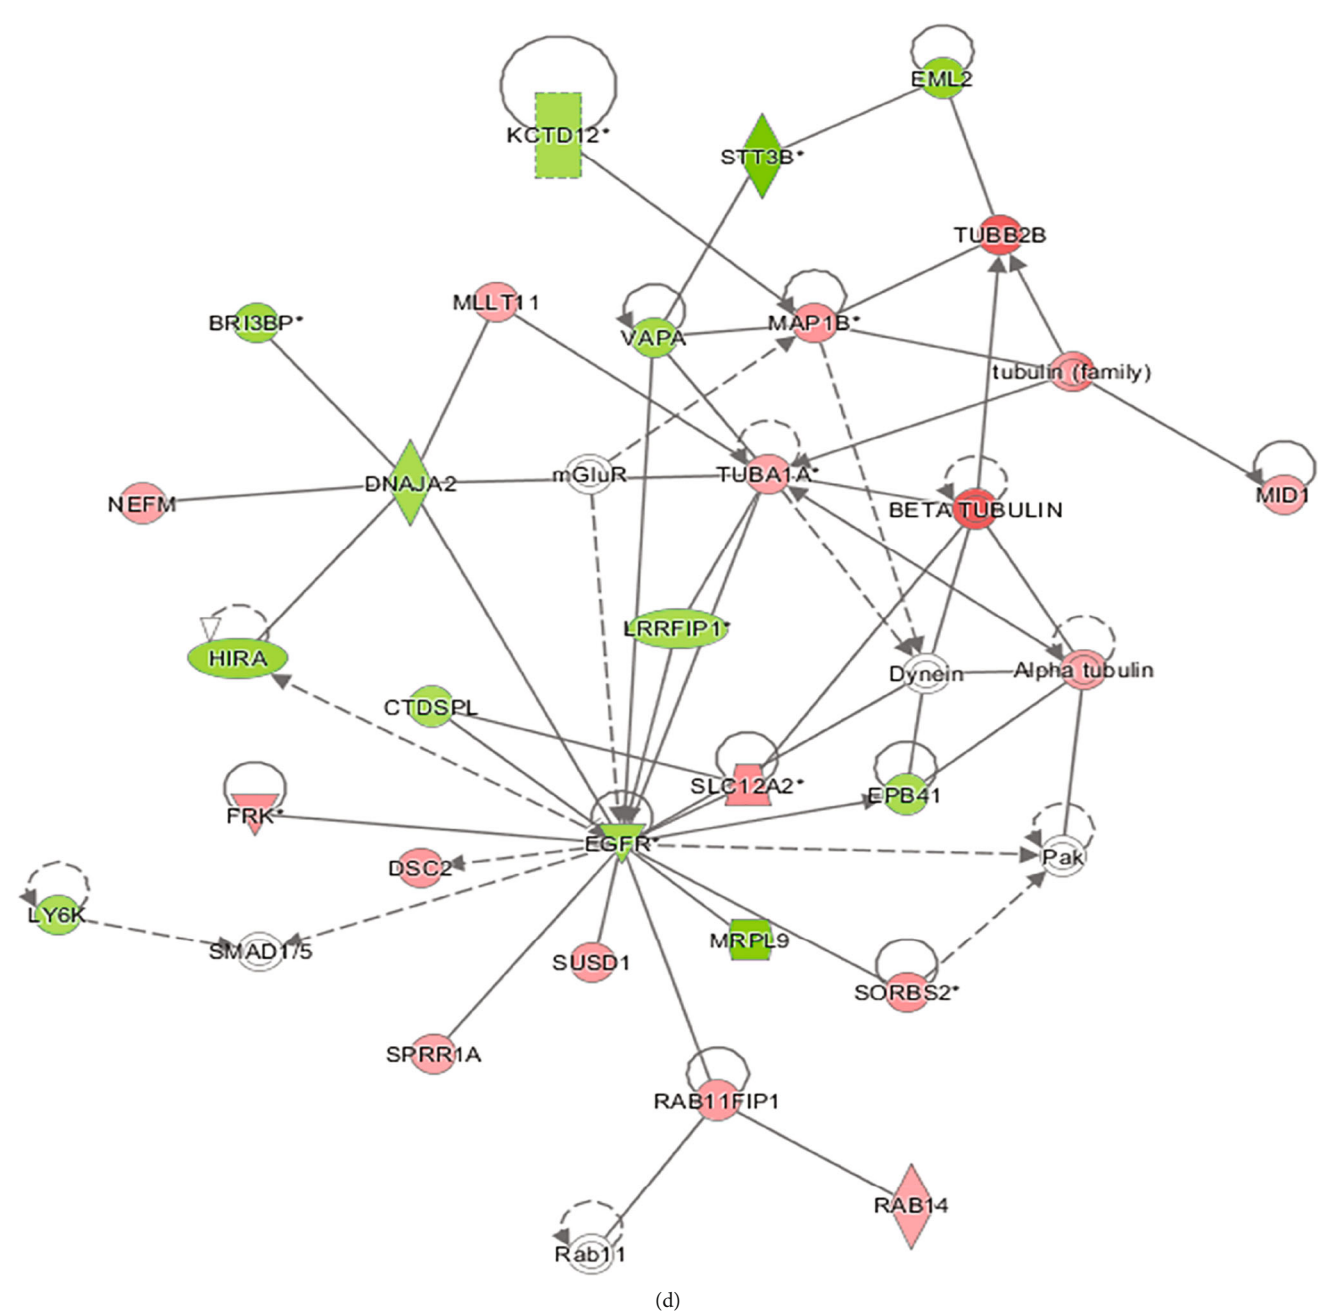 EML2
KCTD12*
STT3B*
TUBB2B
MLLT11
BRI3BP*
MAP1B*
VAPA
tubulin (family)
DNAJA2
mGluR
TUBA1A*
MID1
NEFM
BETA TUBULIN
LRRFIP1*
HIRA
Dynein
Alpha tubulin
CTDSPL
SLC12A2*
EPB41
FRK*
EGFR*
Pak
DSC2
LY6K
MRPL9
SMAD1/5
SUSD1
SORBS2*
SPRR1A
RAB11FIP1
RAB14
Rab11
(d)